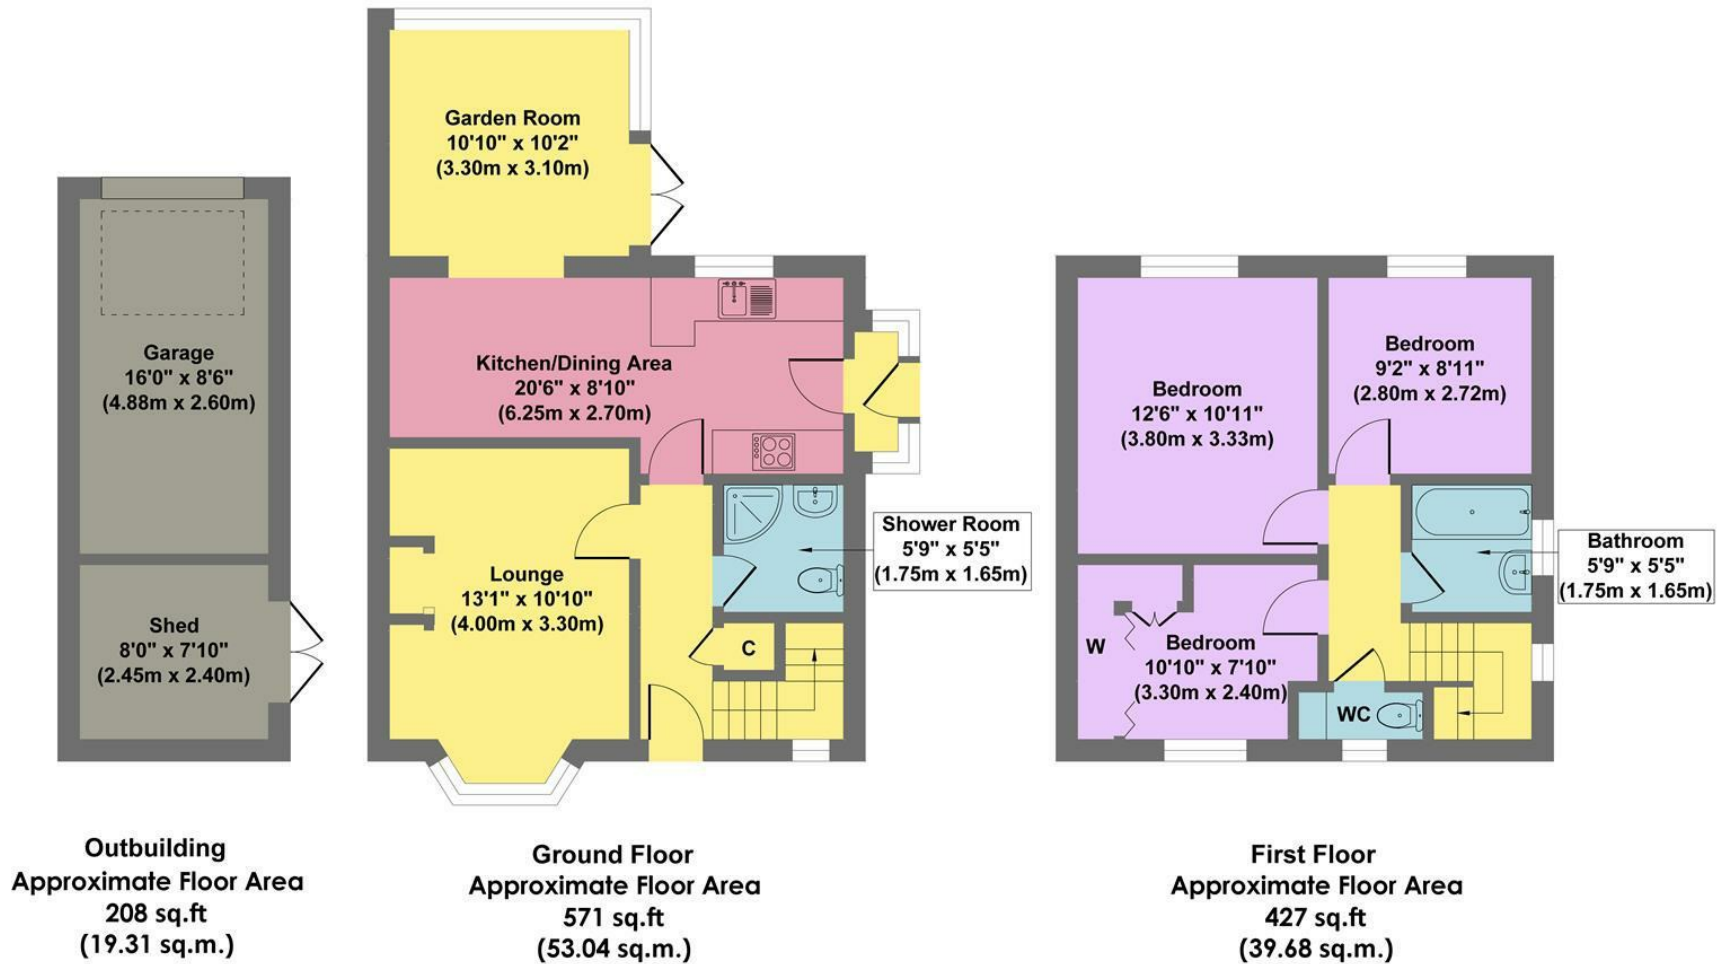 Garden Room
10'10" x 10'2"
(3.30m x 3.10m)
Garage
16'0" x 8'6"
(4.88m x 2.60m)
Shed
8'0" x 7'10"
(2.45m x 2.40m)
Kitchen/Dining Area
20'6" x 8'10"
(6.25m x 2.70m)
Lounge
13'1" x 10'10"
(4.00m x 3.30m)
Shower Room
5'9" x 5'5"
(1.75m x 1.65m)
C
Bedroom
12'6" x 10'11"
(3.80m x 3.33m)
Bedroom
9'2" x 8'11"
(2.80m x 2.72m)
Bathroom
5'9" x 5'5"
(1.75m x 1.65m)
W
Bedroom
10'10" x 7'10"
(3.30m x 2.40m)
WC
Outbuilding
Approximate Floor Area
208 sq.ft
(19.31 sq.m.)
Ground Floor
Approximate Floor Area
571 sq.ft
(53.04 sq.m.)
First Floor
Approximate Floor Area
427 sq.ft
(39.68 sq.m.)